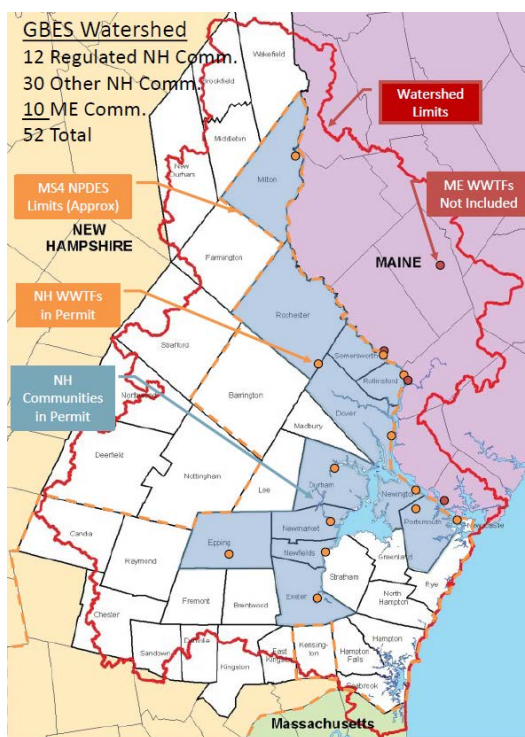 GBES Watershed
12 Regulated NH Comm.
30 Other NH Comm.
10 ME Comm.
52 Total
Watershed
Limits
ME WWTFs
Not Included
MS4 NPDES
Limits (Approx)
NEW
HAMPSHIRE
MAINE
NH WWTFs
in Permit
NH
Communities
in Permit
Massachusetts
Wakefield
Brookfield
Middleton
New
Durham
Milton
Farmington
Rochester
Strafford
Somersworth
Rollinsford
Barrington
Dover
Madbury
Deerfield
Nottingham
Lee
Durham
Newington
Portsmouth
Newcastle
Candia
Raymond
Epping
Newmarket
Newfields
Greenland
Rye
Stratham
Chester
Fremont
Brentwood
Exeter
North
Hampton
Sandown
Kingston
East
Kingston
Kensing-
ton
Hampton
Falls
Hampton
Seabrook